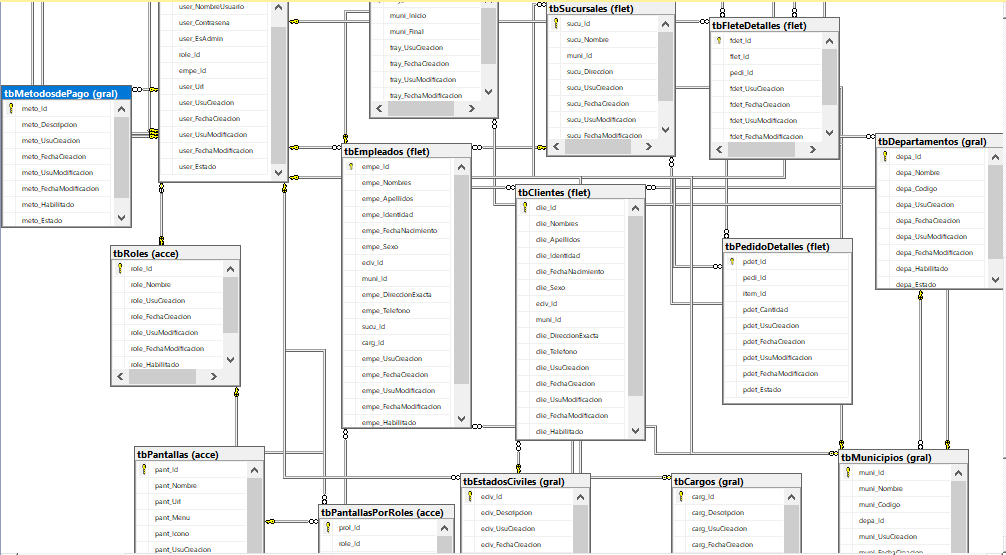 user_NombreUsuario
user_Contrasena
user_EsAdmin
role_Id
empe_Id
user_Url
user_UsuCreacion
user_FechaCreacion
user_UsuModificacion
user_FechaModificacion
user_Estado
muni_Inicio
muni_Final
tray_UsuCreacion
tray_FechaCreacion
tray_UsuModificacion
tray_FechaModificacion
tbSucursales (flet)
sucu_Id
sucu_Nombre
muni_Id
sucu_Direccion
sucu_UsuCreacion
sucu_FechaCreacion
sucu_UsuModificacion
sucu_FechaModificacion
tbFleteDetalles (flet)
fdet_Id
flet_Id
pedi_Id
fdet_UsuCreacion
fdet_FechaCreacion
fdet_UsuModificacion
fdet_FechaModificacion
tbMetodosdePago (gral)
meto_Id
meto_Descripcion
meto_UsuCreacion
meto_FechaCreacion
meto_UsuModificacion
meto_FechaModificacion
meto_Habilitado
meto_Estado
tbEmpleados (flet)
empe_Id
empe_Nombres
empe_Apellidos
empe_Identidad
empe_FechaNacimiento
empe_Sexo
eciv_Id
muni_Id
empe_DireccionExacta
empe_Telefono
sucu_Id
carg_Id
empe_UsuCreacion
empe_FechaCreacion
empe_UsuModificacion
empe_FechaModificacion
empe_Habilitado
tbClientes (flet)
clie_Id
clie_Nombres
clie_Apellidos
clie_Identidad
clie_FechaNacimiento
clie_Sexo
eciv_Id
muni_Id
clie_DireccionExacta
clie_Telefono
clie_UsuCreacion
clie_FechaCreacion
clie_UsuModificacion
clie_FechaModificacion
clie_Habilitado
tbDepartamentos (gral)
depa_Id
depa_Nombre
depa_Codigo
depa_UsuCreacion
depa_FechaCreacion
depa_UsuModificacion
depa_FechaModificacion
depa_Habilitado
depa_Estado
tbPedidoDetalles (flet)
pdet_Id
pedi_Id
item_Id
pdet_Cantidad
pdet_UsuCreacion
pdet_FechaCreacion
pdet_UsuModificacion
pdet_FechaModificacion
pdet_Estado
tbRoles (acce)
role_Id
role_Nombre
role_UsuCreacion
role_FechaCreacion
role_UsuModificacion
role_FechaModificacion
role_Habilitado
tbPantallas (acce)
pant_Id
pant_Nombre
pant_Url
pant_Menu
pant_Icono
pant_UsuCreacion
tbPantallasPorRoles (acce)
prol_Id
role_Id
tbEstadosCiviles (gral)
eciv_Id
eciv_Descripcion
eciv_UsuCreacion
eciv_FechaCreacion
tbCargos (gral)
carg_Id
carg_Descripcion
carg_UsuCreacion
carg_FechaCreacion
tbMunicipios (gral)
muni_Id
muni_Nombre
muni_Codigo
depa_Id
muni_UsuCreacion
muni_FechaCreacion